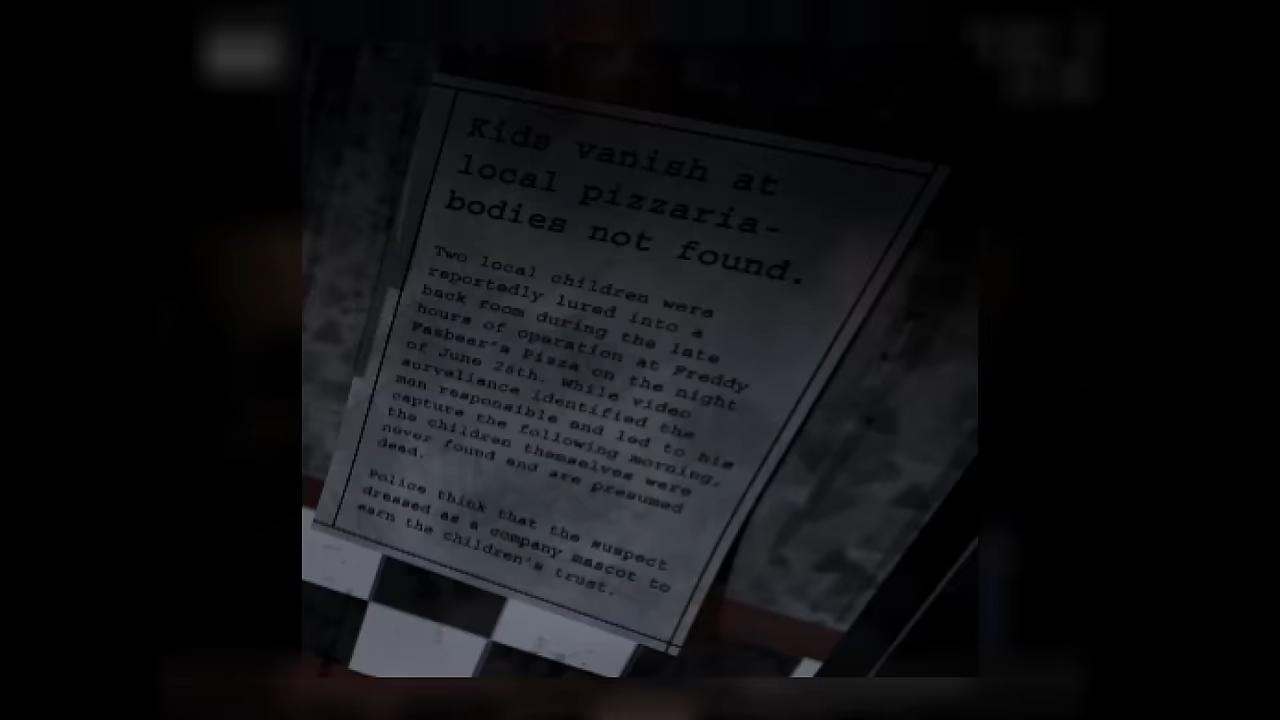 Kids vanish at
local pizzaria-
bodies not found.
Two local children were
reportedly lured into a
back room during the late
hours of operation at Freddy
Fazbear's Pizza on the night
of June 26th. While video
surveliance identified the
man responsible and led to his
capture the following morning,
the children themselves were
never found and are presumed
dead.
Police think that the suspect
dressed as a company mascot to
earn the children's trust.